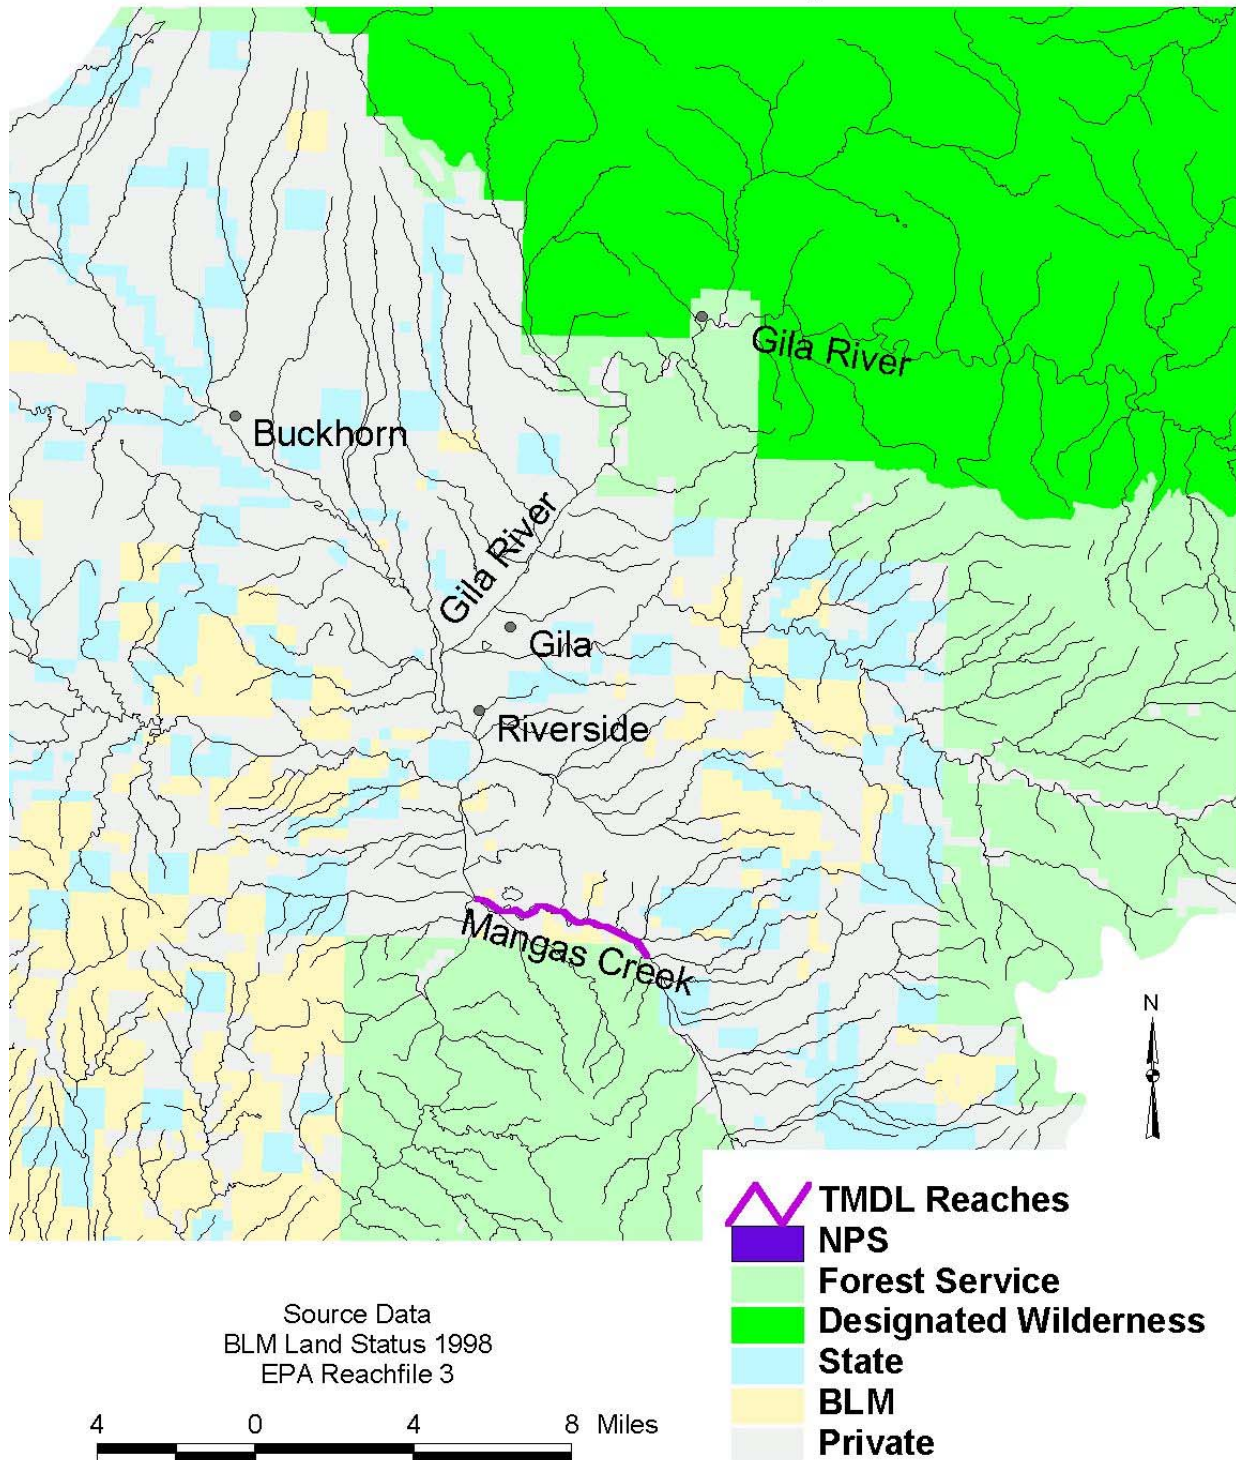 Gila River
Buckhorn
Gila River
Gila
Riverside
Mangas Creek
N
TMDL Reaches
NPS
Forest Service
Designated Wilderness
State
BLM
Private
Source Data
BLM Land Status 1998
EPA Reachfile 3
4 0 4 8 Miles